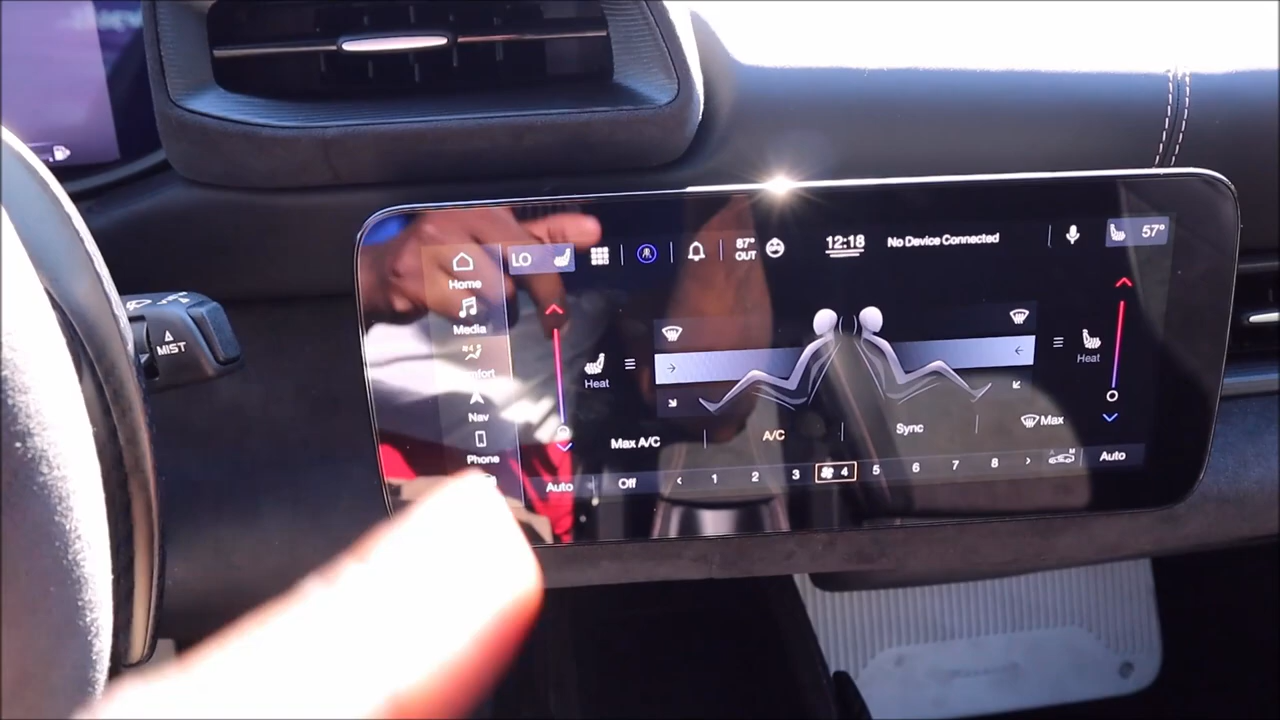 LO
87°
OUT
12:18
No Device Connected
57°
Home
Media
Nav
Phone
MIST
Heat
Heat
Max A/C
A/C
Sync
Max
Auto
Off
< 1 2 3 4 5 6 7 8 >
Auto